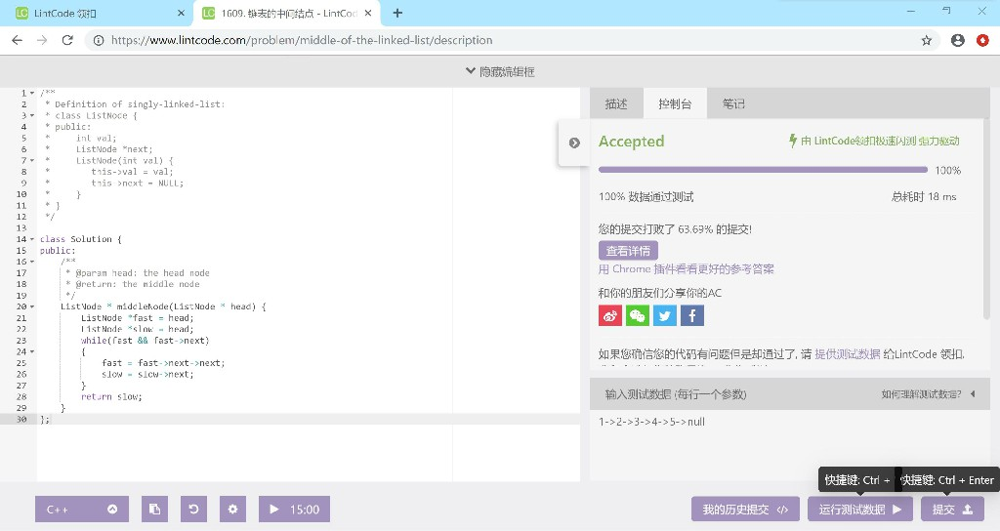 LintCode 领扣
1609. 链表的中间结点 - LintCod
https://www.lintcode.com/problem/middle-of-the-linked-list/description
隐藏编辑框
1 /**
2 * Definition of singly-linked-list:
3 * class ListNode {
4 * public:
5 *     int val;
6 *     ListNode *next;
7 *     ListNode(int val) {
8 *        this->val = val;
9 *        this->next = NULL;
10 *     }
11 * }
12 */
13
14 class Solution {
15 public:
16 /**
17 * @param head: the head node
18 * @return: the middle node
19 */
20 ListNode * middleNode(ListNode * head) {
21 ListNode *fast = head;
22 ListNode *slow = head;
23 while(fast && fast->next)
24 {
25 fast = fast->next->next;
26 slow = slow->next;
27 }
28 return slow;
29 }
30 };
C++
15:00
描述 控制台 笔记
Accepted 由 LintCode领扣极速闪测 强力驱动
100%
100% 数据通过测试 总耗时 18 ms
您的提交打败了 63.69% 的提交!
查看详情
用 Chrome 插件看看更好的参考答案
和你的朋友们分享你的AC
如果您确信您的代码有问题但是却通过了, 请 提供测试数据 给LintCode 领扣.
输入测试数据 (每行一个参数) 如何理解测试数据?
1->2->3->4->5->null
快捷键: Ctrl + 快捷键: Ctrl + Enter
我的历史提交 </> 运行测试数据 提交